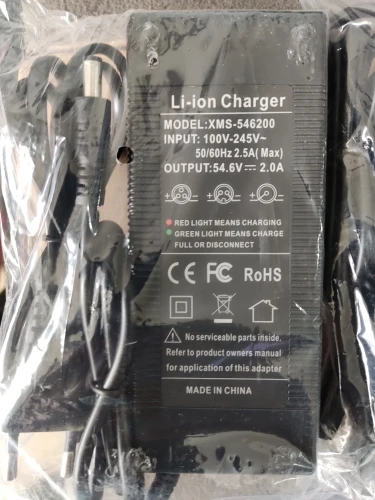 Li-ion Charger
MODEL:XMS-546200
INPUT: 100V-245V~
50/60Hz 2.5A( Max)
OUTPUT:54.6V⎓ 2.0A
RED LIGHT MEANS CHARGING
GREEN LIGHT MEANS CHARGE
FULL OR DISCONNECT
CE FC RoHS
No serviceable parts inside.
Refer to product owners manual
for application of this adapter
MADE IN CHINA